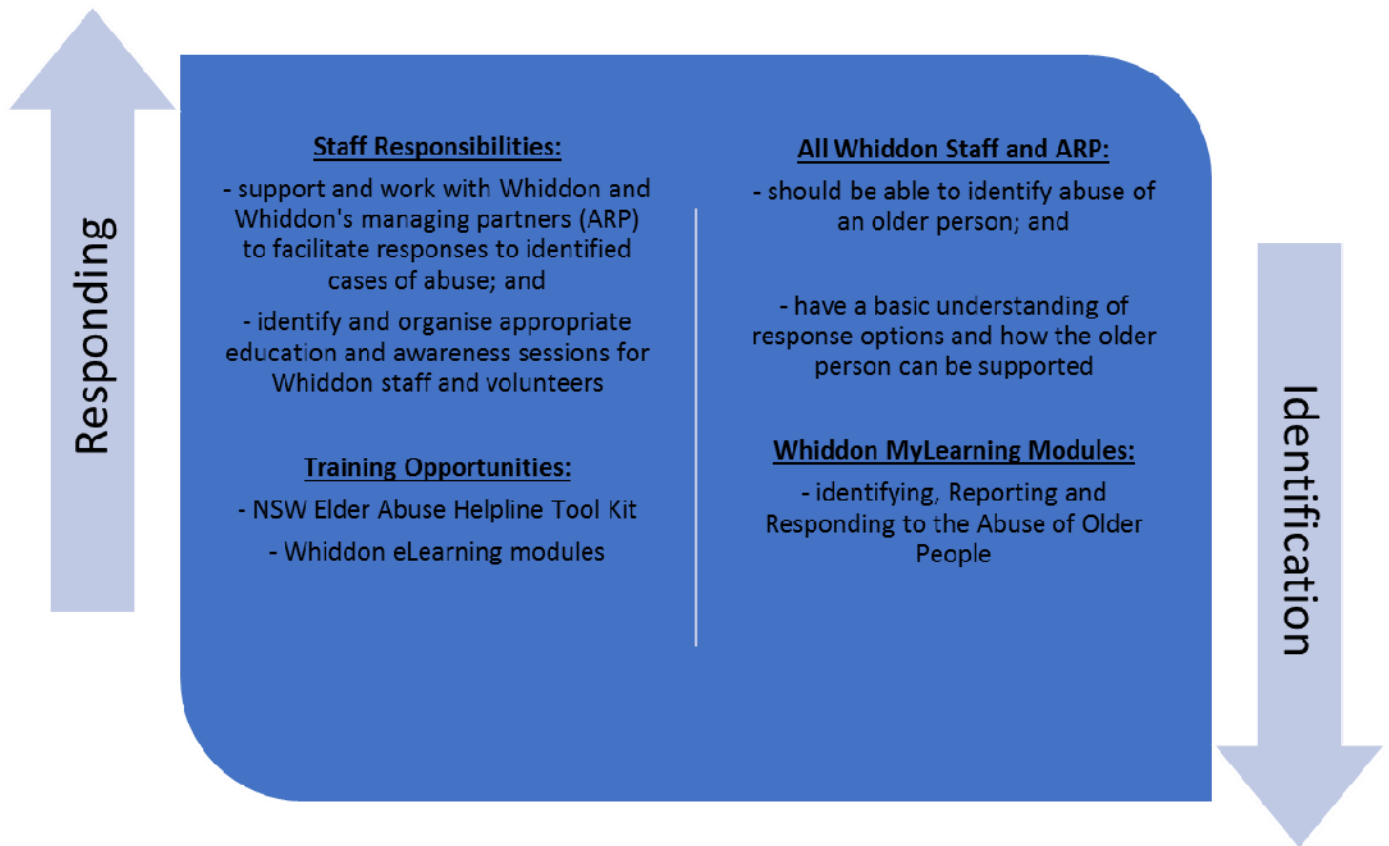 Responding
Staff Responsibilities:
- support and work with Whiddon and
Whiddon's managing partners (ARP)
to facilitate responses to identified
cases of abuse; and
- identify and organise appropriate
education and awareness sessions for
Whiddon staff and volunteers
Training Opportunities:
- NSW Elder Abuse Helpline Tool Kit
- Whiddon eLearning modules
All Whiddon Staff and ARP:
- should be able to identify abuse of
an older person; and
- have a basic understanding of
response options and how the older
person can be supported
Whiddon MyLearning Modules:
- identifying, Reporting and
Responding to the Abuse of Older
People
Identiification